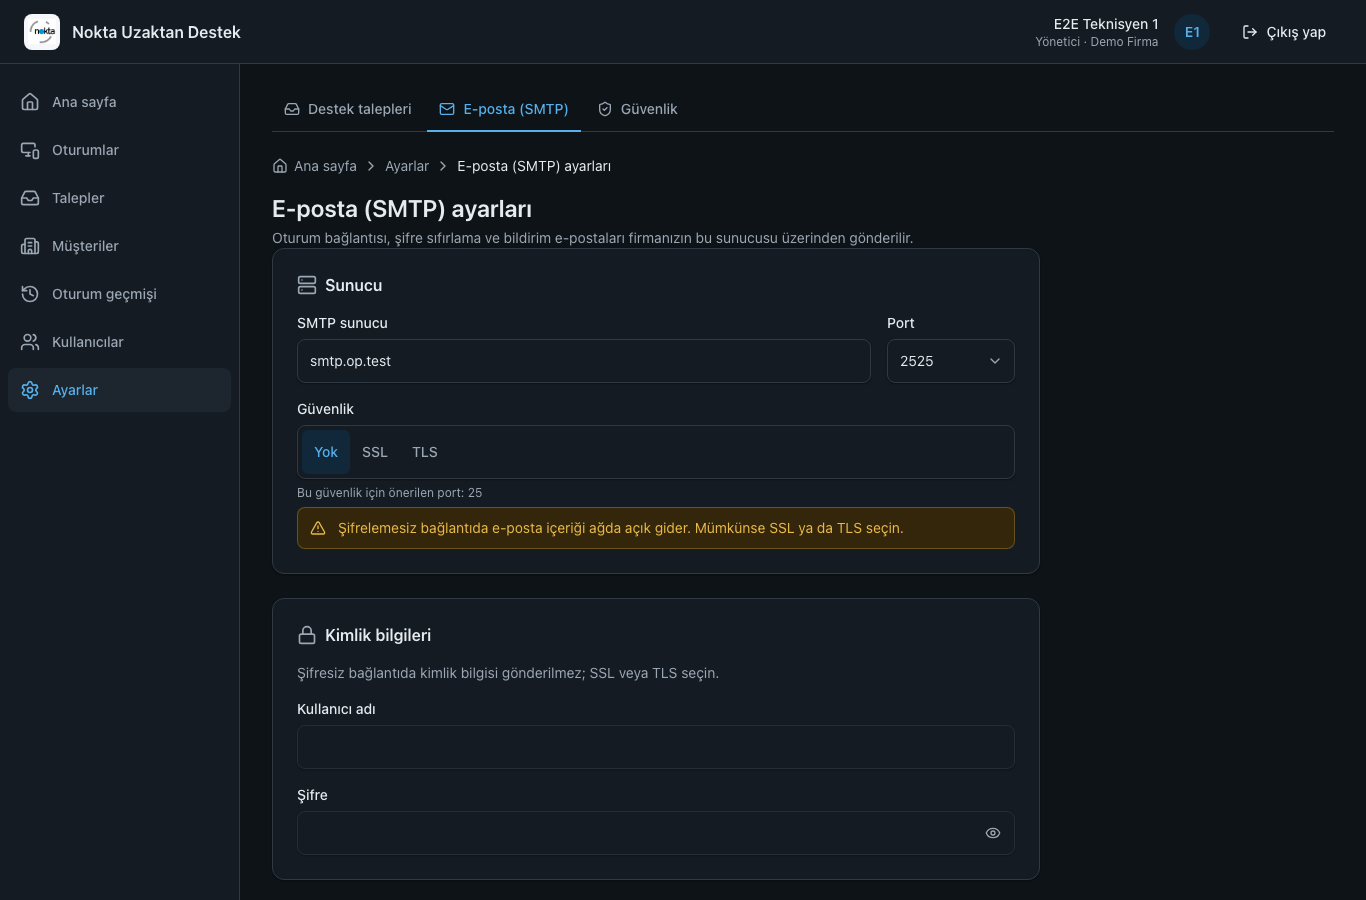 nokta
Nokta Uzaktan Destek
E2E Teknisyen 1
Yönetici · Demo Firma
E1
Çıkış yap
Ana sayfa
Oturumlar
Talepler
Müşteriler
Oturum geçmişi
Kullanıcılar
Ayarlar
Destek talepleri
E-posta (SMTP)
Güvenlik
Ana sayfa > Ayarlar > E-posta (SMTP) ayarları
E-posta (SMTP) ayarları
Oturum bağlantısı, şifre sıfırlama ve bildirim e-postaları firmanızın bu sunucusu üzerinden gönderilir.
Sunucu
SMTP sunucu
Port
smtp.op.test
2525
Güvenlik
Yok
SSL
TLS
Bu güvenlik için önerilen port: 25
Şifrelemesiz bağlantıda e-posta içeriği ağda açık gider. Mümkünse SSL ya da TLS seçin.
Kimlik bilgileri
Şifresiz bağlantıda kimlik bilgisi gönderilmez; SSL veya TLS seçin.
Kullanıcı adı
Şifre